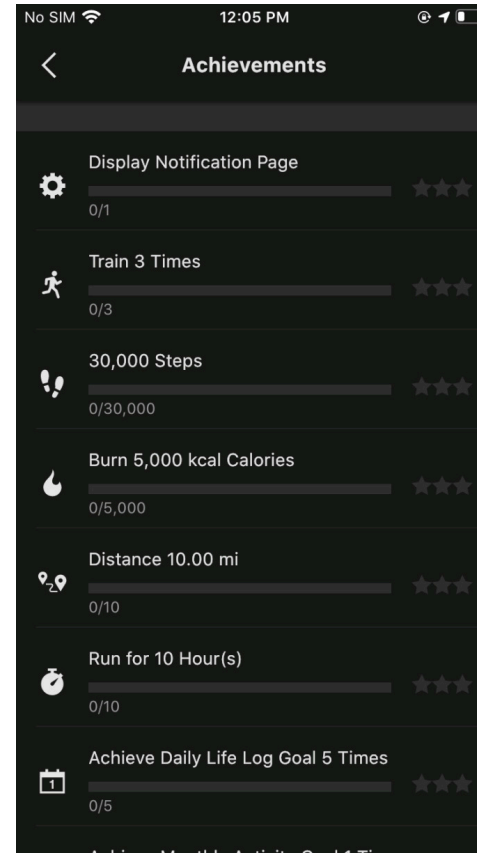 No SIM 12:05 PM
Achievements
Display Notification Page
0/1
Train 3 Times
0/3
30,000 Steps
0/30,000
Burn 5,000 kcal Calories
0/5,000
Distance 10.00 mi
0/10
Run for 10 Hour(s)
0/10
Achieve Daily Life Log Goal 5 Times
1
0/5